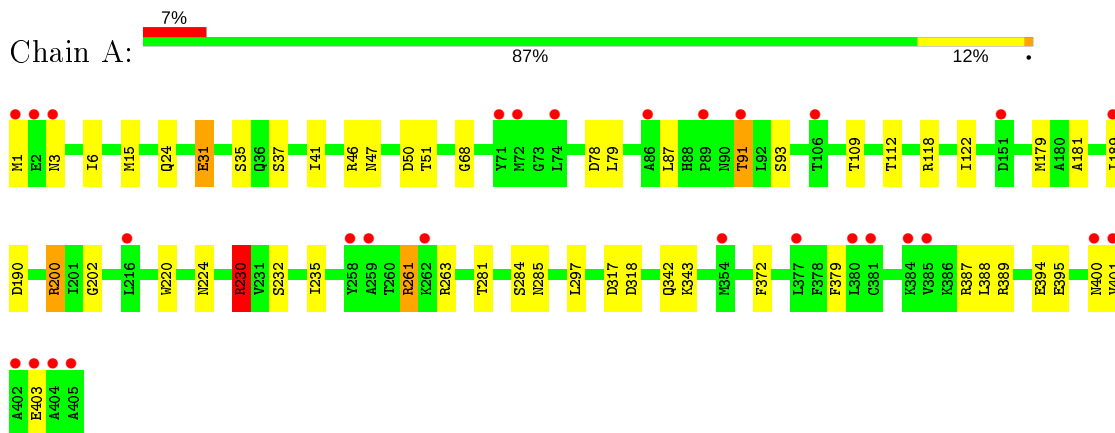 7%
Chain A:
87% 12% •
M1 E2 N3 I6 M15 Q24 E31 S35 Q36 S37 I41 R46 N47 D50 T51 G68 Y71 M72 G73 L74 D78 L79 A86 L87 H88 P89 N90 T91 L92 S93 T106 T109 T112 R118 I122 D151 M179 A180 A181 I189
D190 R200 I201 G202 L216 W220 N224 R230 V231 S232 I235 Y258 A259 T260 R261 K262 R263 T281 S284 N285 L297 D317 D318 Q342 K343 M354 F372 L377 F378 F379 L380 C381 K384 V385 K386 R387 L388 R389 E394 E395 N400 V401
A402 E403 A404 A405